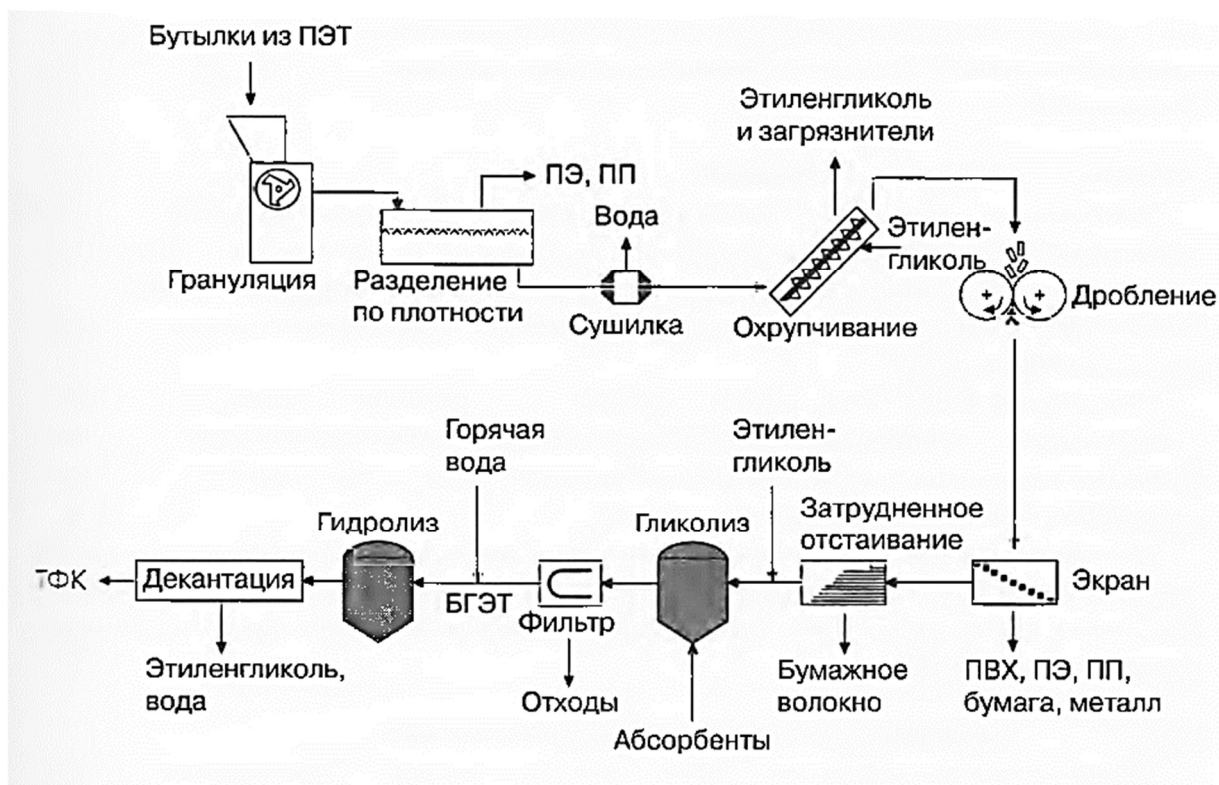 Бутылки из ПЭТ
Этиленгликоль
и загрязнители
ПЭ, ПП
Вода
Этилен-
гликоль
Грануляция
Разделение
по плотности
Сушилка
Охрупчивание
Дробление
Горячая
вода
Этилен-
гликоль
Гидролиз
Гликолиз
Затрудненное
отстаивание
ТФК
Декантация
БГЭТ
Фильтр
Экран
Этиленгликоль,
вода
Отходы
Абсорбенты
Бумажное
волокно
ПВХ, ПЭ, ПП,
бумага, металл